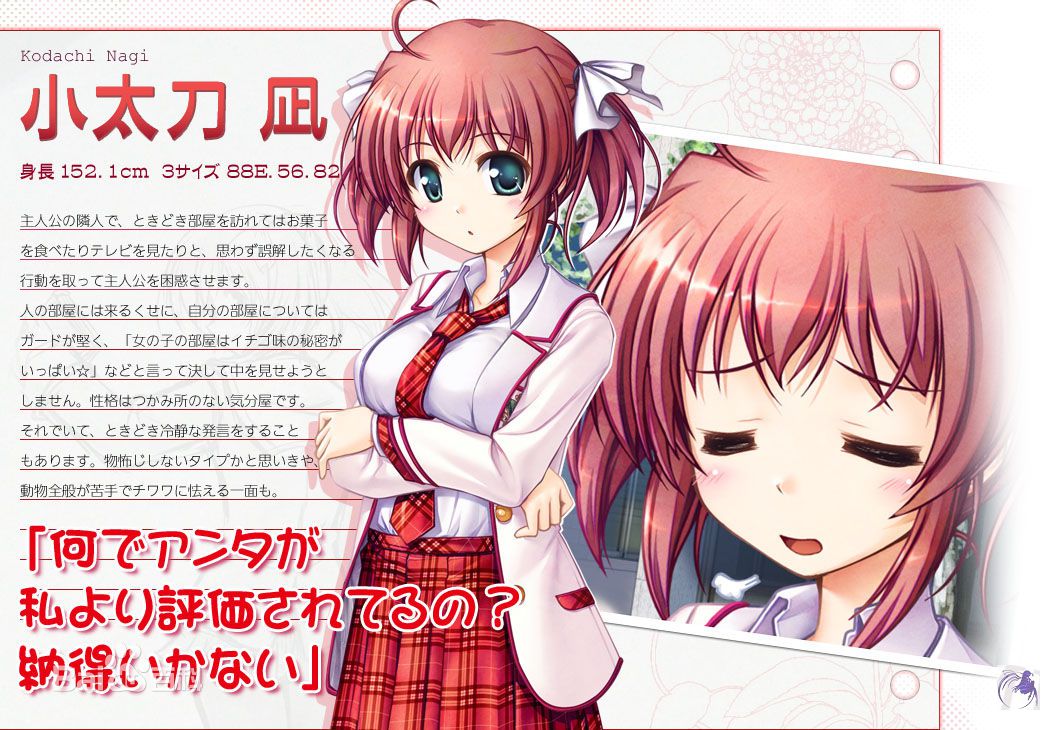 Kodachi Nagi
小太刀 凪
身長 152.1cm 3サイズ 88E.56.82
主人公の隣人で、ときどき部屋を訪れてはお菓子
を食べたりテレビを見たりと、思わず誤解したくなる
行動を取って主人公を困惑させます。
人の部屋には来るくせに、自分の部屋については
ガードが堅く、「女の子の部屋はイチゴ味の秘密が
いっぱい☆」などと言って決して中を見せようと
しません。性格はつかみ所のない気分屋です。
それでいて、ときどき冷静な発言をすること
もあります。物怖じしないタイプかと思いきや、
動物全般が苦手でチワワに怯える一面も。
「何でアンタが
私より評価されてるの？
納得いかない」
百科